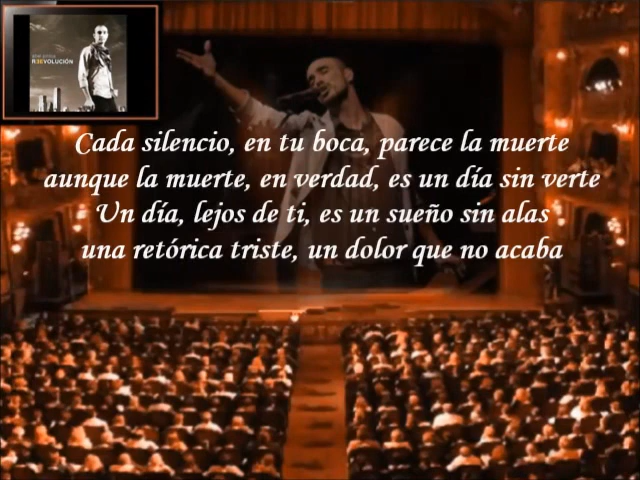 REEVOLUCIÓN
Cada silencio, en tu boca, parece la muerte
aunque la muerte, en verdad, es un día sin verte
Un día, lejos de ti, es un sueño sin alas
una retórica triste, un dolor que no acaba